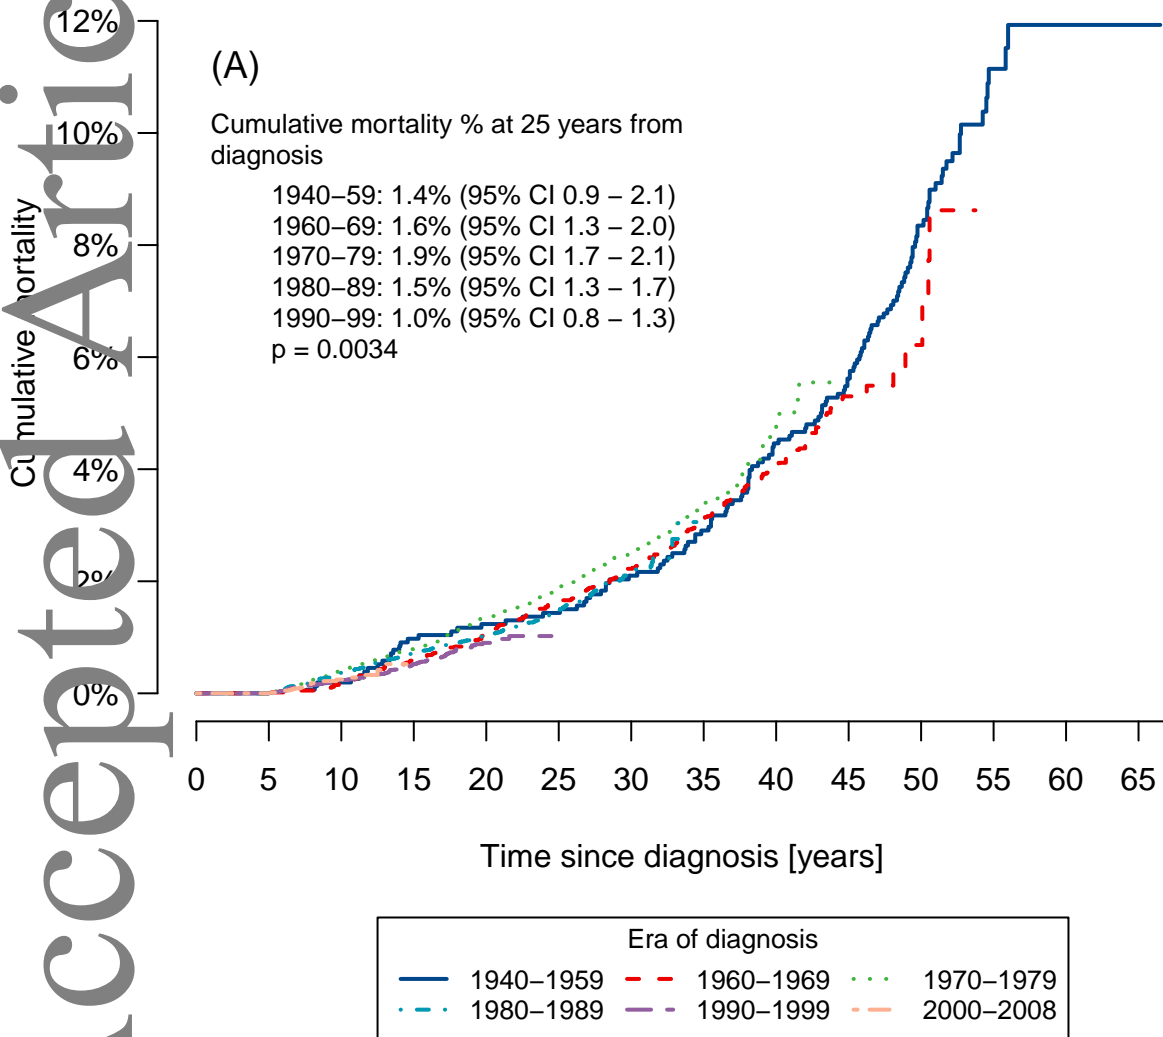 Accepted Artic
12%
10%
8%
6%
4%
2%
0%
Cumulative mortality
(A)
Cumulative mortality % at 25 years from
diagnosis
1940–59: 1.4% (95% CI 0.9 – 2.1)
1960–69: 1.6% (95% CI 1.3 – 2.0)
1970–79: 1.9% (95% CI 1.7 – 2.1)
1980–89: 1.5% (95% CI 1.3 – 1.7)
1990–99: 1.0% (95% CI 0.8 – 1.3)
p = 0.0034
0 5 10 15 20 25 30 35 40 45 50 55 60 65
Time since diagnosis [years]
Era of diagnosis
1940–1959 1960–1969 1970–1979
1980–1989 1990–1999 2000–2008